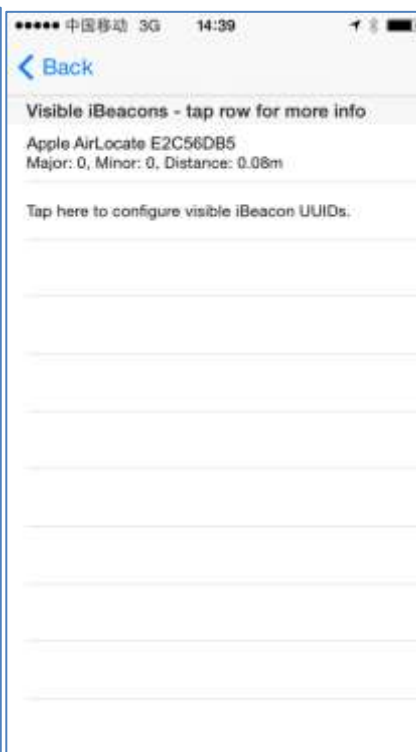 中国移动 3G 14:39
Back
Visible iBeacons - tap row for more info
Apple AirLocate E2C56DB5
Major: 0, Minor: 0, Distance: 0.08m
Tap here to configure visible iBeacon UUIDs.